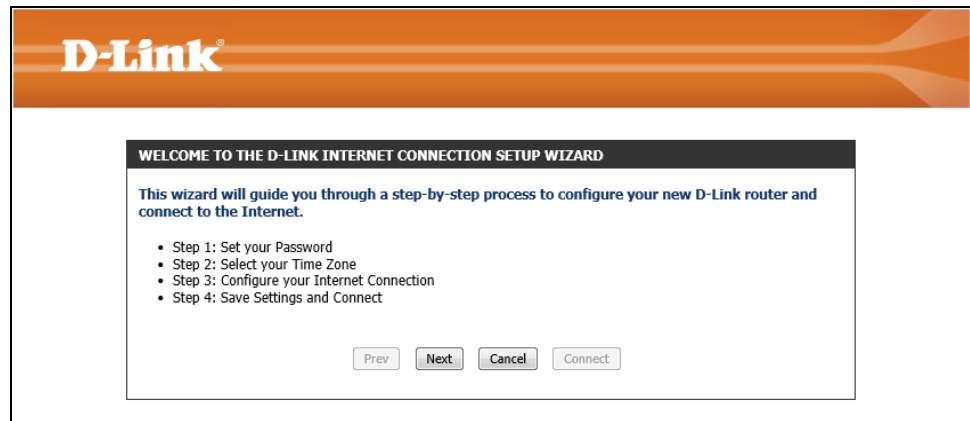 D-Link®
WELCOME TO THE D-LINK INTERNET CONNECTION SETUP WIZARD
This wizard will guide you through a step-by-step process to configure your new D-Link router and
connect to the Internet.
• Step 1: Set your Password
• Step 2: Select your Time Zone
• Step 3: Configure your Internet Connection
• Step 4: Save Settings and Connect
Prev Next Cancel Connect